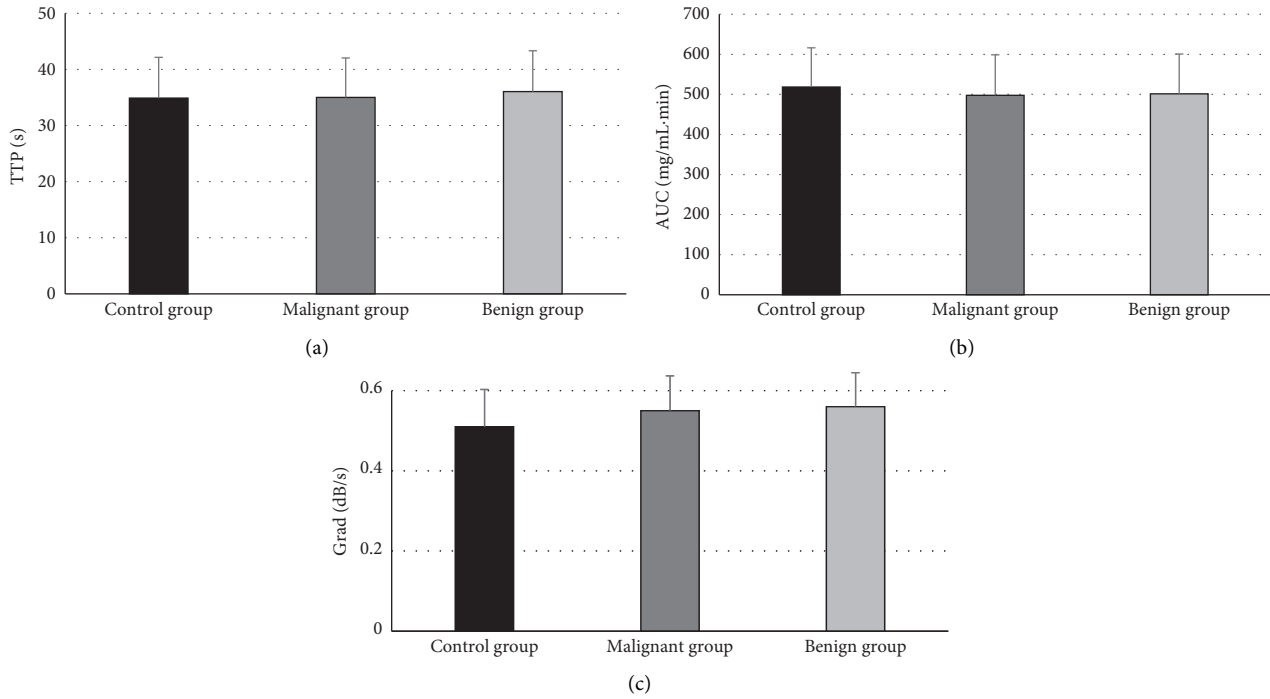 50
40
30
20
10
0
TTP (s)
Control group Malignant group Benign group
(a)
700
600
500
400
300
200
100
0
AUC (mg/mL·min)
Control group Malignant group Benign group
(b)
0.6
0.4
0.2
0
Grad (dB/s)
Control group Malignant group Benign group
(c)